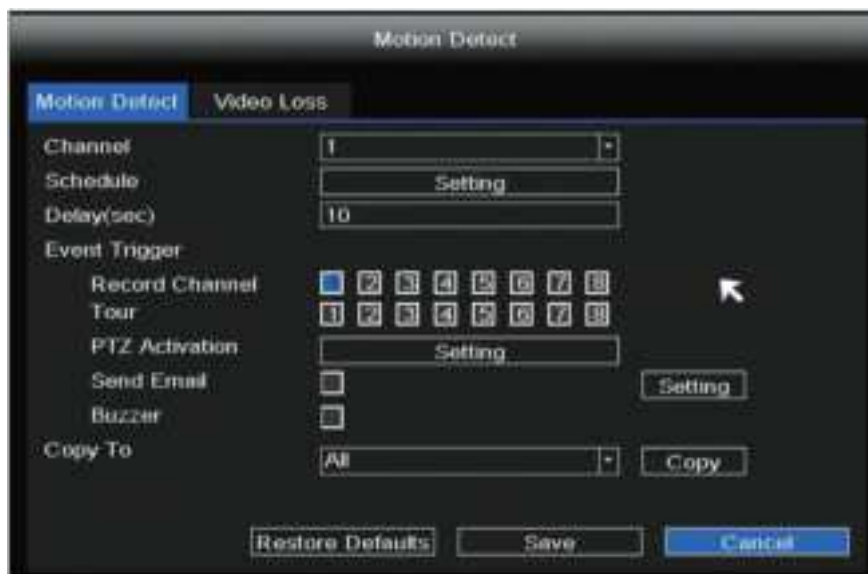 Motion Detect
Motion Detect Video Loss
Channel 1
Schedule Setting
Delay(sec) 10
Event Trigger
Record Channel 2 3 4 5 6 7 8
Tour 1 2 3 4 5 6 7 8
PTZ Activation Setting
Send Email Setting
Buzzer
Copy To All Copy
Restore Defaults Save Cancel